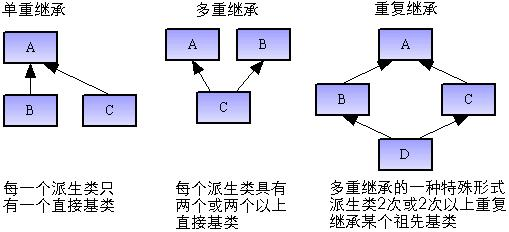 单重继承
多重继承
重复继承
A
B
C
A
B
C
A
B
C
D
每一个派生类只
有一个直接基类
每个派生类具有
两个或两个以上
直接基类
多重继承的一种特殊形式
派生类2次或2次以上重复
继承某个祖先基类